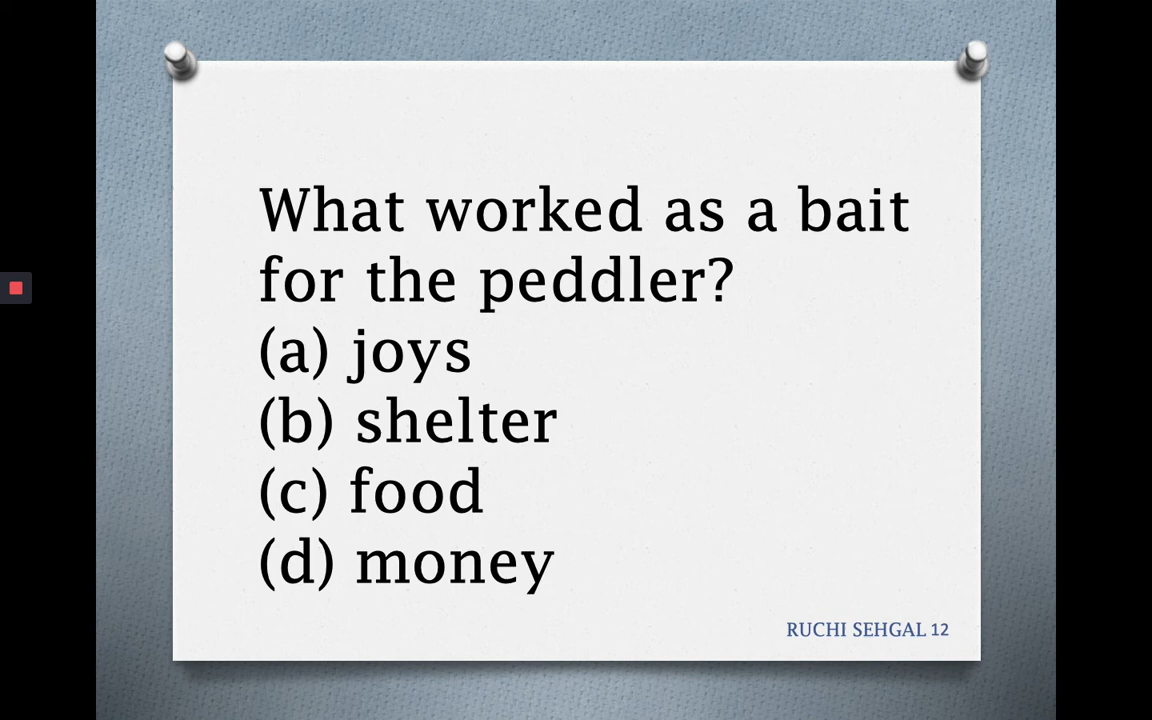 What worked as a bait
for the peddler?
(a) joys
(b) shelter
(c) food
(d) money
RUCHI SEHGAL 12